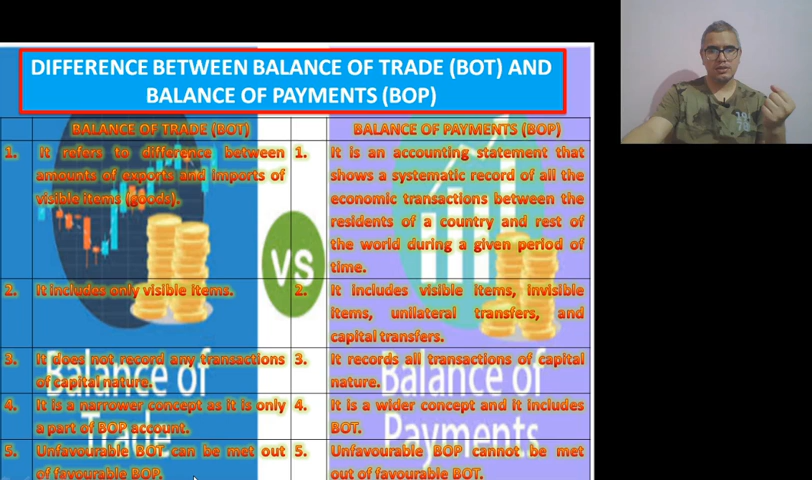 DIFFERENCE BETWEEN BALANCE OF TRADE (BOT) AND
BALANCE OF PAYMENTS (BOP)
BALANCE OF TRADE (BOT)
BALANCE OF PAYMENTS (BOP)
1. It refers to difference between
amounts of exports and imports of
visible items (goods).
1. It is an accounting statement that
shows a systematic record of all the
economic transactions between the
residents of a country and rest of
the world during a given period of
time.
VS
2. It includes only visible items.
2. It includes visible items, invisible
items, unilateral transfers, and
capital transfers.
3. It does not record any transactions
of capital nature.
3. It records all transactions of capital
nature.
Balance of
Trade
Balance of
Payments
4. It is a narrower concept as it is only
a part of BOP account.
4. It is a wider concept and it includes
BOT.
5. Unfavourable BOT can be met out
of favourable BOP.
5. Unfavourable BOP cannot be met
out of favourable BOT.